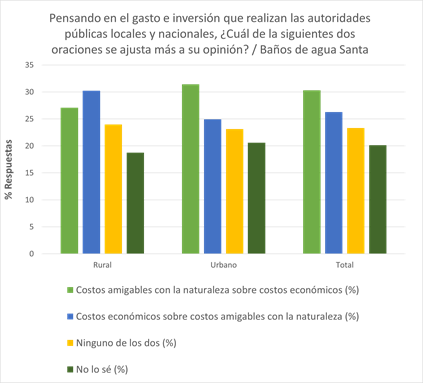 Pensando en el gasto e inversión que realizan las autoridades
públicas locales y nacionales, ¿Cuál de la siguientes dos
oraciones se ajusta más a su opinión? / Baños de agua Santa
% Respuestas
35
30
25
20
15
10
5
0
Rural
Urbano
Total
Costos amigables con la naturaleza sobre costos económicos (%)
Costos económicos sobre costos amigables con la naturaleza (%)
Ninguno de los dos (%)
No lo sé (%)